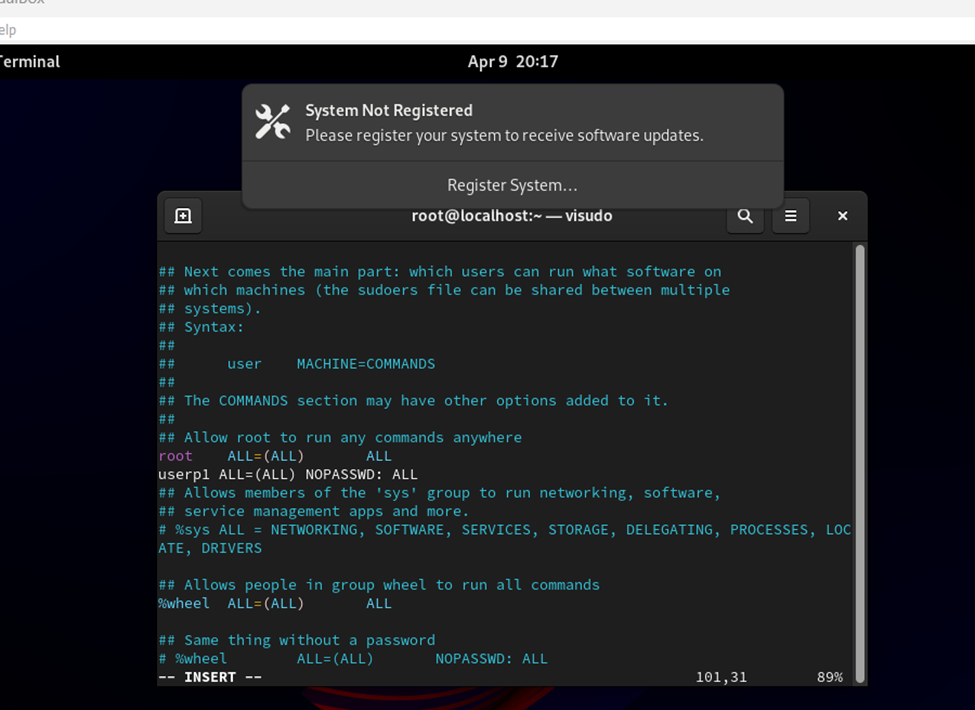 elp
Terminal
Apr 9 20:17
System Not Registered
Please register your system to receive software updates.
Register System...
root@localhost:~ — visudo
## Next comes the main part: which users can run what software on
## which machines (the sudoers file can be shared between multiple
## systems).
## Syntax:
##
##      user    MACHINE=COMMANDS
##
## The COMMANDS section may have other options added to it.
##
## Allow root to run any commands anywhere
root    ALL=(ALL)       ALL
userp1 ALL=(ALL) NOPASSWD: ALL
## Allows members of the 'sys' group to run networking, software,
## service management apps and more.
# %sys ALL = NETWORKING, SOFTWARE, SERVICES, STORAGE, DELEGATING, PROCESSES, LOC
ATE, DRIVERS
## Allows people in group wheel to run all commands
%wheel  ALL=(ALL)       ALL
## Same thing without a password
# %wheel        ALL=(ALL)       NOPASSWD: ALL
-- INSERT --                    101,31        89%